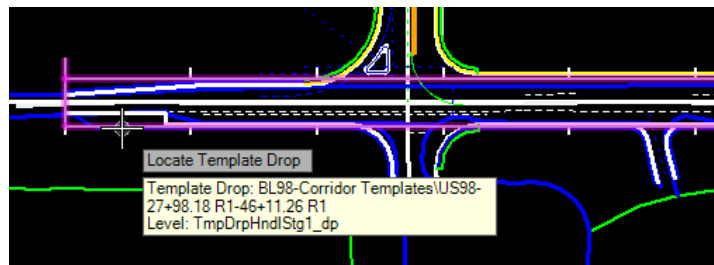 Locate Template Drop
Template Drop: BL98-Corridor Templates\US98-
27+98.18 R1-46+11.26 R1
Level: TmpDrpHndlStg1_dp